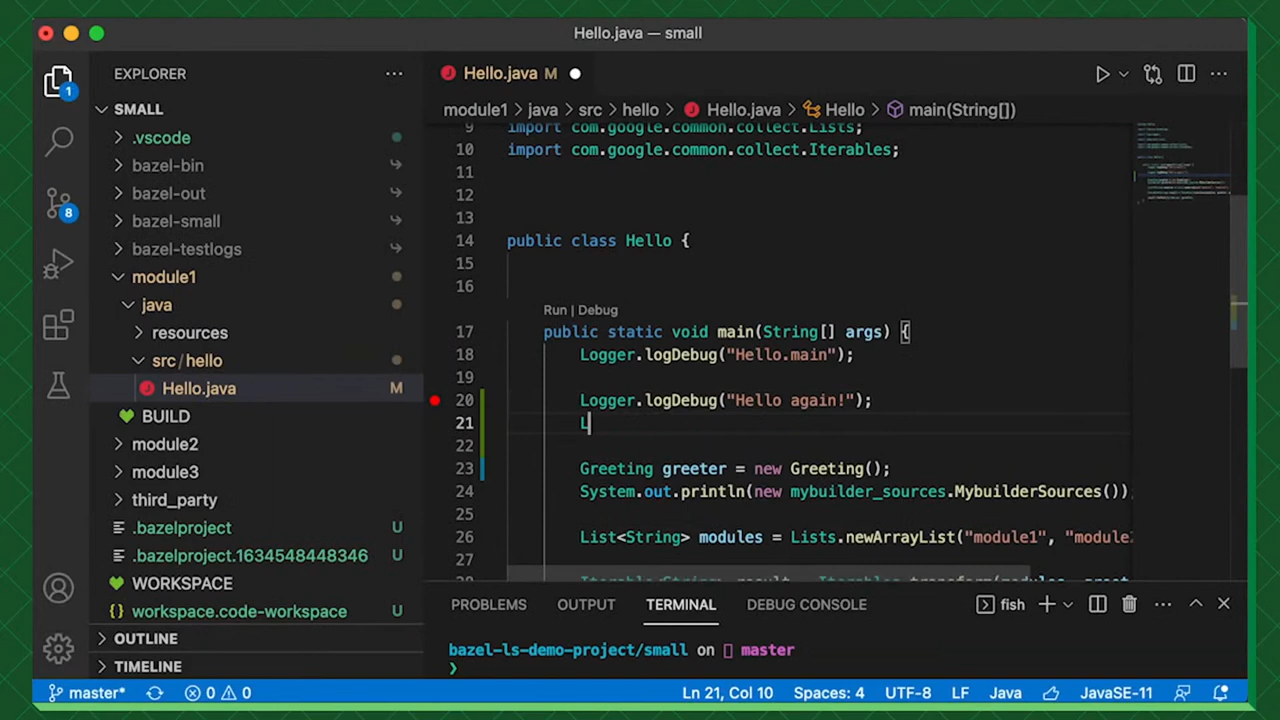 Hello.java — small
EXPLORER
SMALL
.vscode
bazel-bin
bazel-out
bazel-small
bazel-testlogs
module1
java
resources
src/hello
Hello.java M
BUILD
module2
module3
third_party
.bazelproject U
.bazelproject.1634548448346 U
WORKSPACE
workspace.code-workspace U
OUTLINE
TIMELINE
1
8
Hello.java M
module1 > java > src > hello > Hello.java > Hello > main(String[])
9 import com.google.common.collect.Lists;
10 import com.google.common.collect.Iterables;
11
12
13
14 public class Hello {
15
16
Run | Debug
17 public static void main(String[] args) {
18 Logger.logDebug("Hello.main");
19
20 Logger.logDebug("Hello again!");
21 L
22
23 Greeting greeter = new Greeting();
24 System.out.println(new mybuilder_sources.MybuilderSources())
25
26 List<String> modules = Lists.newArrayList("module1", "module2
27
PROBLEMS OUTPUT TERMINAL DEBUG CONSOLE fish
bazel-ls-demo-project/small on master
❯
master* 0 0 Ln 21, Col 10 Spaces: 4 UTF-8 LF Java JavaSE-11